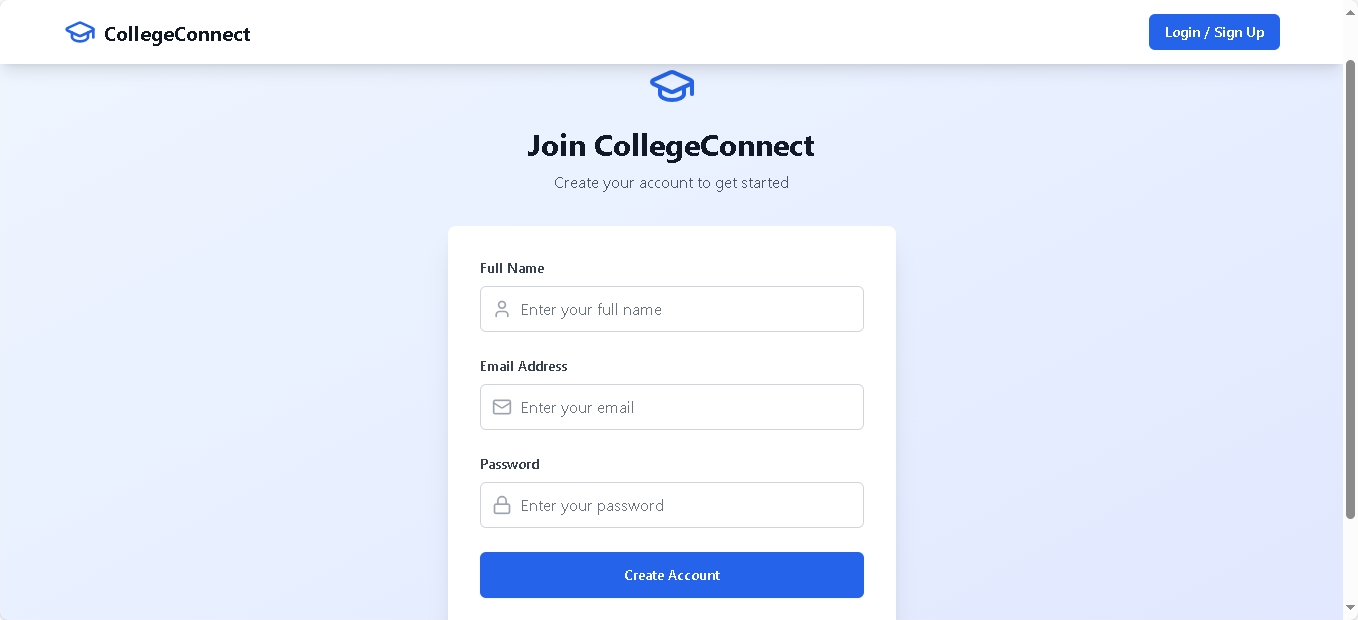 CollegeConnect
Login / Sign Up
Join CollegeConnect
Create your account to get started
Full Name
Enter your full name
Email Address
Enter your email
Password
Enter your password
Create Account